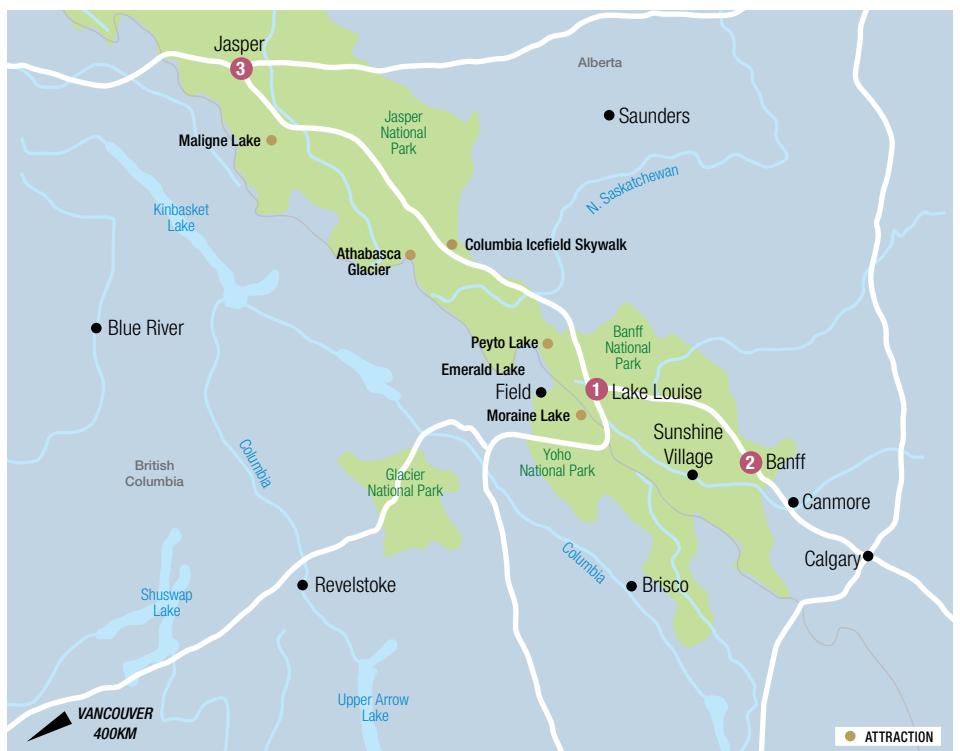 Jasper
3
Alberta
Saunders
Jasper
National
Park
Maligne Lake
N. Saskatchewan
Kinbasket
Lake
Columbia Icefield Skywalk
Athabasca
Glacier
Blue River
Peyto Lake
Banff
National
Park
Emerald Lake
Field
1
Lake Louise
Moraine Lake
Sunshine
Village
2
Banff
Yoho
National Park
British
Columbia
Columbia
Glacier
National Park
Canmore
Calgary
Columbia
Revelstoke
Brisco
Shuswap
Lake
Upper Arrow
Lake
VANCOUVER
400KM
ATTRACTION